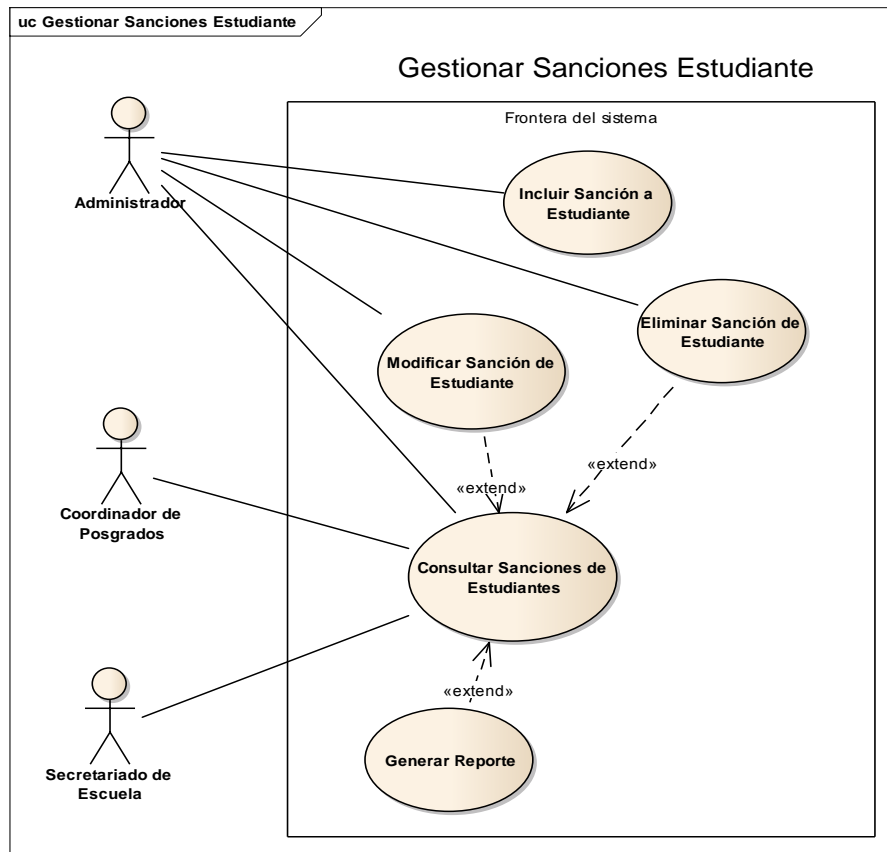 uc Gestionar Sanciones Estudiante
Gestionar Sanciones Estudiante
Frontera del sistema
Administrador
Incluir Sanción a
Estudiante
Eliminar Sanción de
Estudiante
Modificar Sanción de
Estudiante
«extend»
«extend»
Coordinador de
Posgrados
Consultar Sanciones de
Estudiantes
«extend»
Secretariado de
Escuela
Generar Reporte